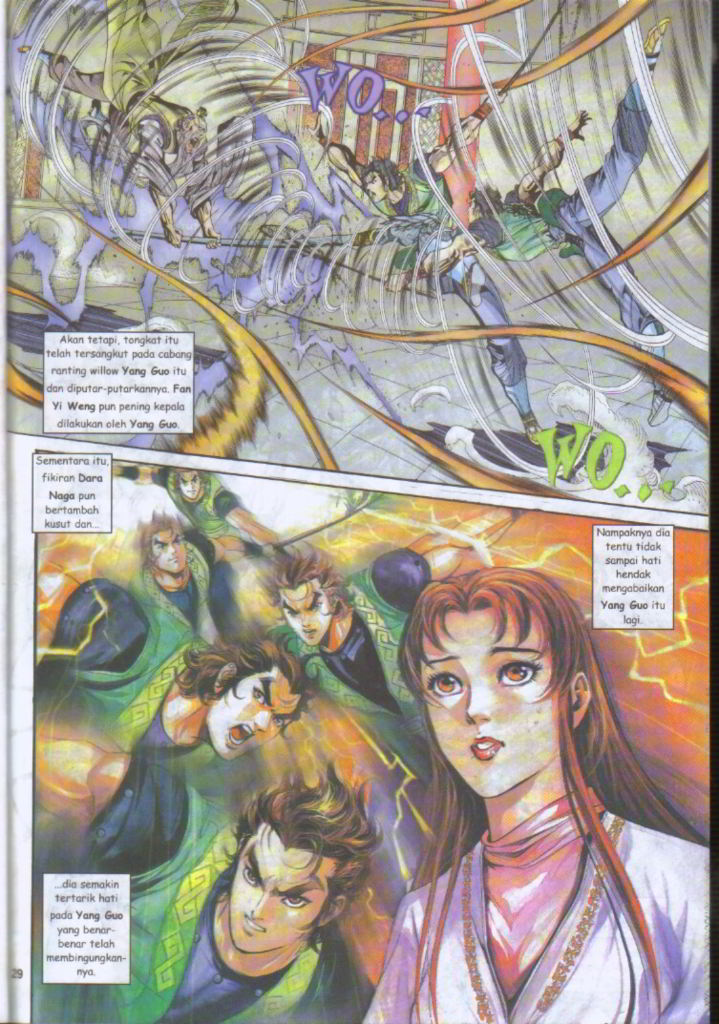 WO...
Akan tetapi, tongkat itu
telah tersangkut pada cabang
ranting willow Yang Guo itu
dan diputar-putarkannya. Fan
Yi Weng pun pening kepala
dilakukan oleh Yang Guo.
WO...
Sementara itu,
fikiran Dara
Naga pun
bertambah
kusut dan...
Nampaknya dia
tentu tidak
sampai hati
hendak
mengabaikan
Yang Guo itu
lagi.
...dia semakin
tertarik hati
pada Yang Guo
yang benar-
benar telah
membingungkan-
nya.
29